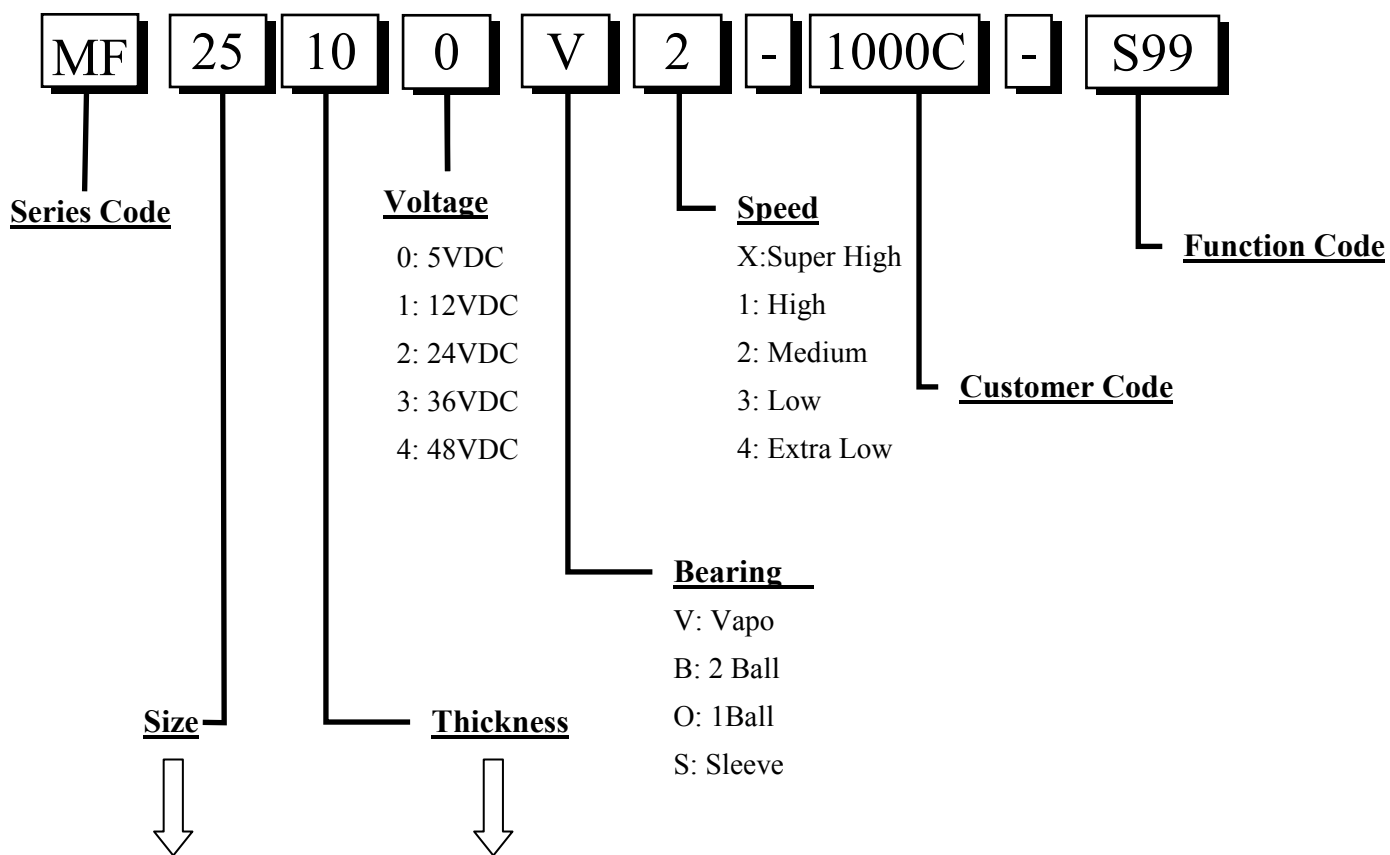 MF 25 10 0 V 2 - 1000C - S99
Series Code
Voltage
0: 5VDC
1: 12VDC
2: 24VDC
3: 36VDC
4: 48VDC
Speed
X:Super High
1: High
2: Medium
3: Low
4: Extra Low
Function Code
Customer Code
Bearing
V: Vapo
B: 2 Ball
O: 1Ball
S: Sleeve
Size
Thickness